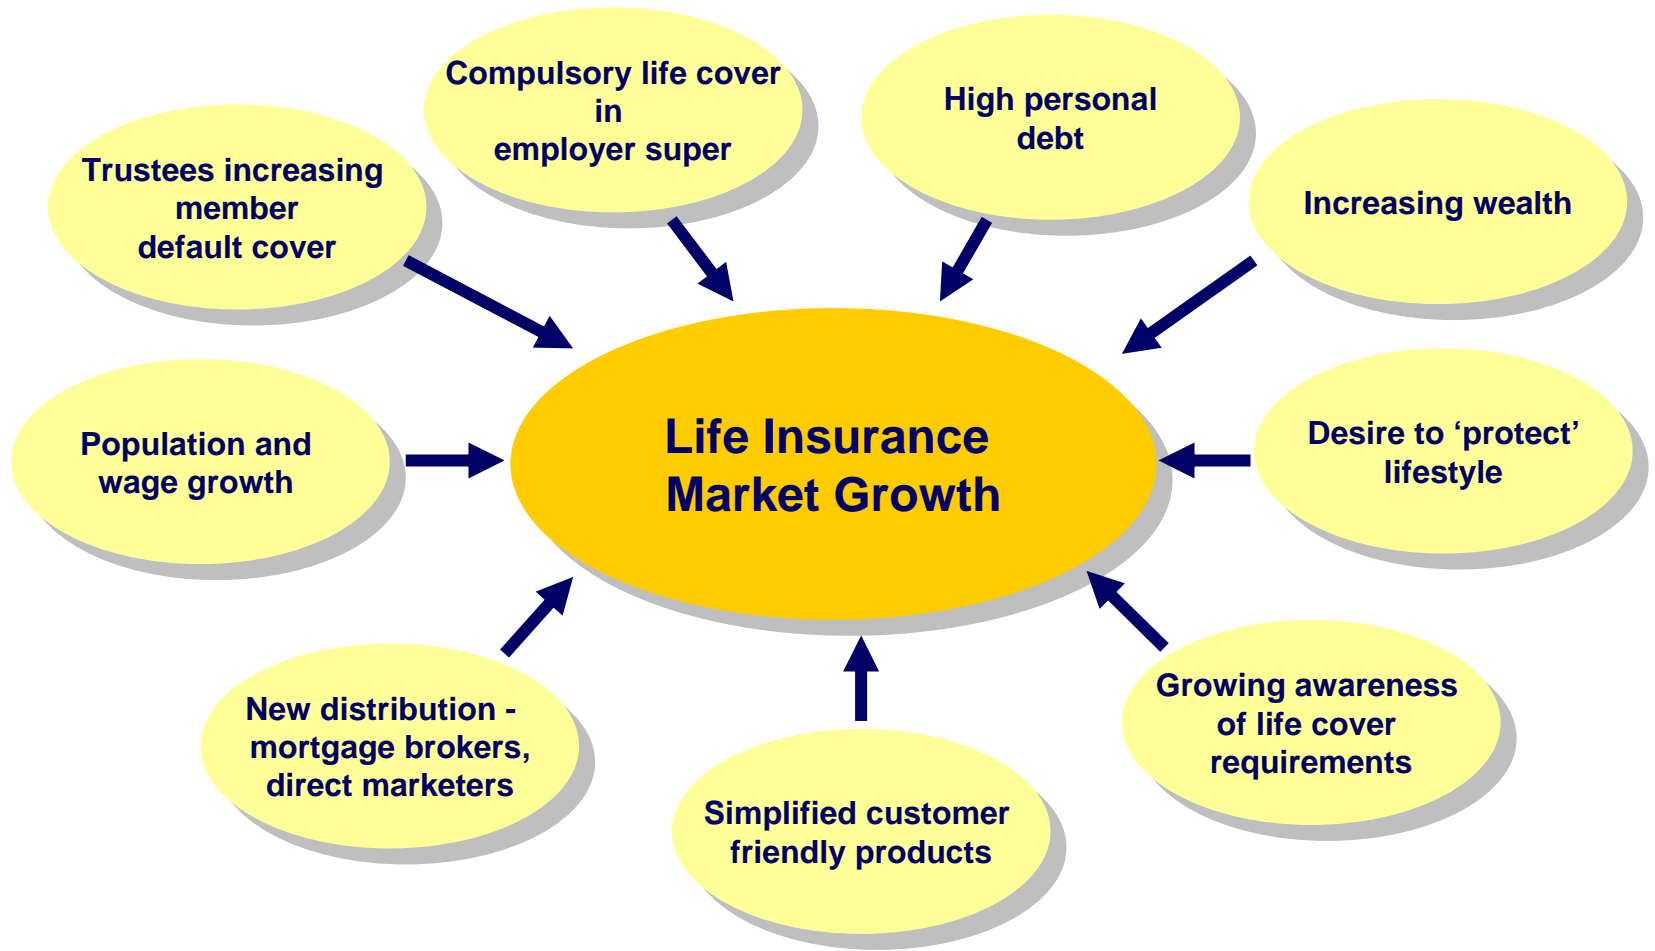 Compulsory life cover
in
employer super
High personal
debt
Trustees increasing
member
default cover
Increasing wealth
Population and
wage growth
Life Insurance
Market Growth
Desire to ‘protect’
lifestyle
New distribution -
mortgage brokers,
direct marketers
Growing awareness
of life cover
requirements
Simplified customer
friendly products